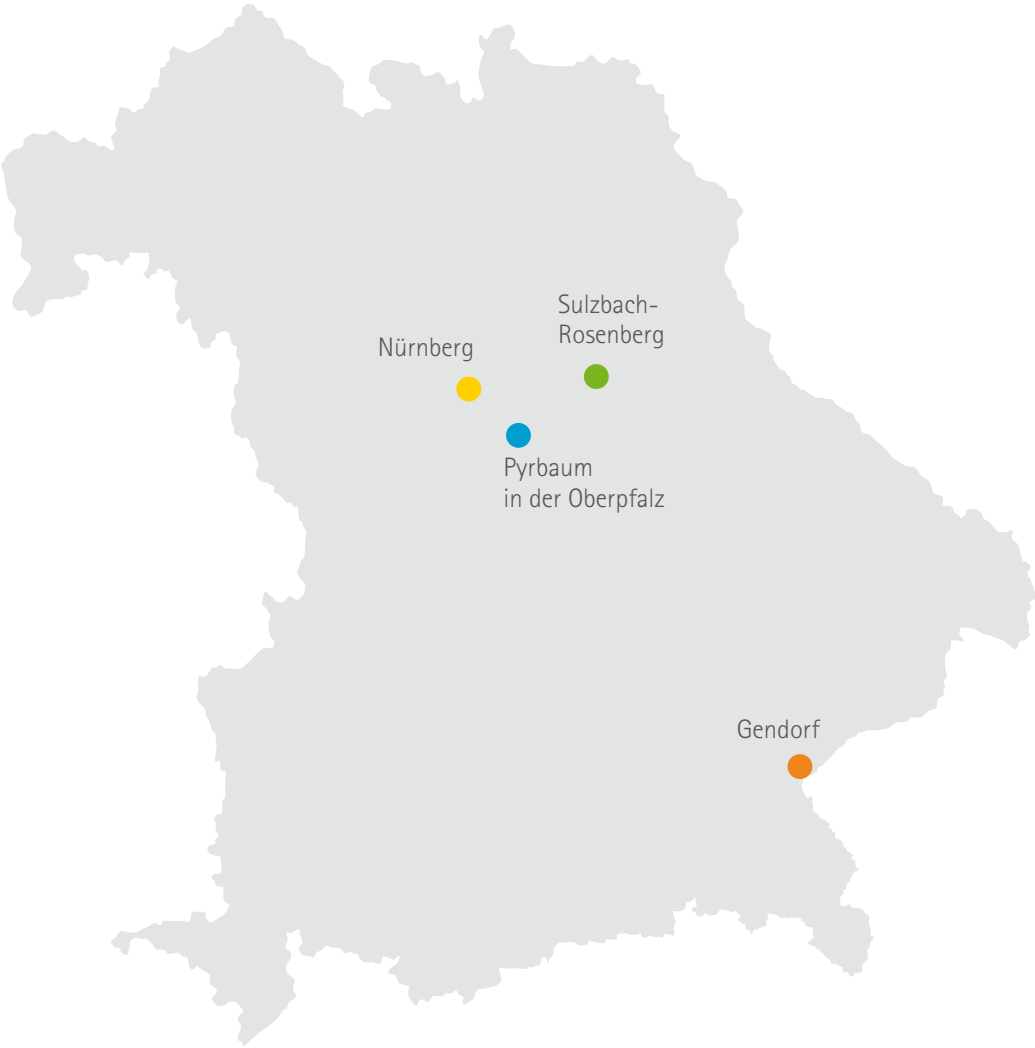 Sulzbach-
Rosenberg
Nürnberg
Pyrbaum
in der Oberpfalz
Gendorf